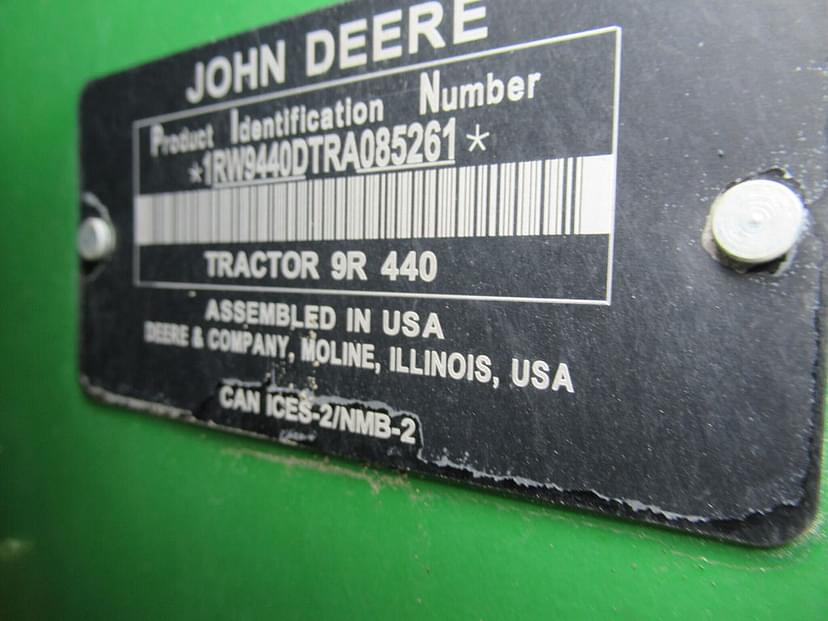 JOHN DEERE
Product Identification Number
*1RW9440DTRA085261*
TRACTOR 9R 440
ASSEMBLED IN USA
DEERE & COMPANY, MOLINE, ILLINOIS, USA
CAN ICES-2/NMB-2